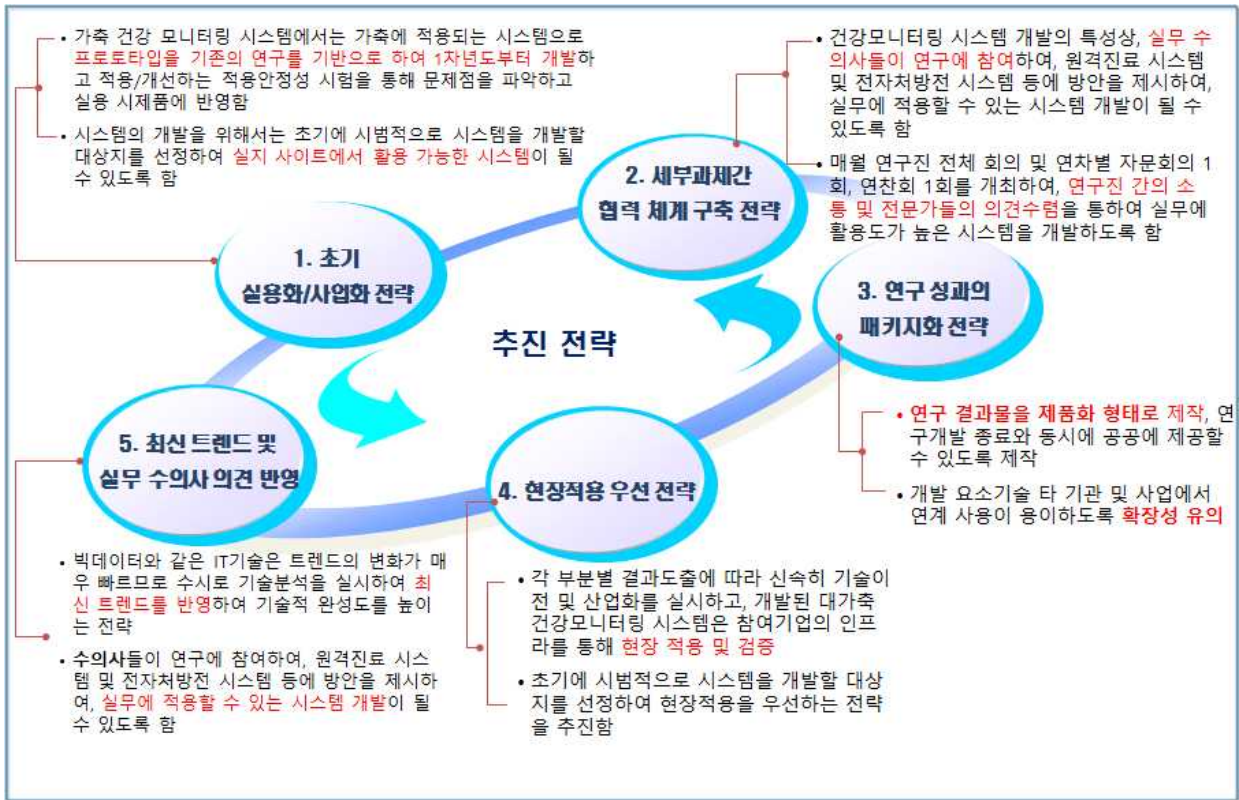 • 가축 건강 모니터링 시스템에서는 가축에 적용되는 시스템으로
프로로타입을 기존의 연구를 기반으로 하여 1차년도부터 개발하
고 적용/개선하는 적용안정성 시험을 통해 문제점을 파악하고
실용 시제품에 반영함
• 시스템의 개발을 위해서는 초기에 시범적으로 시스템을 개발할
대상지를 선정하여 실지 사이트에서 활용 가능한 시스템이 될
수 있도록 함
• 건강모니터링 시스템 개발의 특성상, 실무 수
의사들이 연구에 참여하여, 원격진료 시스템
및 전자처방전 시스템 등에 방안을 제시하여,
실무에 적용할 수 있는 시스템 개발이 될 수
있도록 함
• 매월 연구진 전체 회의 및 연차별 자문회의 1
회, 연찬회 1회를 개최하여, 연구진 간의 소
통 및 전문가들의 의견수렴을 통하여 실무에
활용도가 높은 시스템을 개발하도록 함
1. 초기
실용화/사업화 전략
2. 세부과제간
협력 체계 구축 전략
3. 연구 성과의
패키지화 전략
추진 전략
5. 최신 트렌드 및
실무 수의사 의견 반영
4. 현장적용 우선 전략
• 연구 결과물을 제품화 형태로 제작, 연
구개발 종료와 동시에 공공에 제공할
수 있도록 제작
• 개발 요소기술 타 기관 및 사업에서
연계 사용이 용이하도록 확장성 유의
• 빅데이터와 같은 IT기술은 트렌드의 변화가 매
우 빠르므로 수시로 기술분석을 실시하여 최
신 트렌드를 반영하여 기술적 완성도를 높이
는 전략
• 수의사들이 연구에 참여하여, 원격진료 시스
템 및 전자처방전 시스템 등에 방안을 제시하
여, 실무에 적용할 수 있는 시스템 개발이 될
수 있도록 함
• 각 부분별 결과도출에 따라 신속히 기술이
전 및 산업화를 실시하고, 개발된 대가축
건강모니터링 시스템은 참여기업의 인프
라를 통해 현장 적용 및 검증
• 초기에 시범적으로 시스템을 개발할 대상
지를 선정하여 현장적용을 우선하는 전략
을 추진함